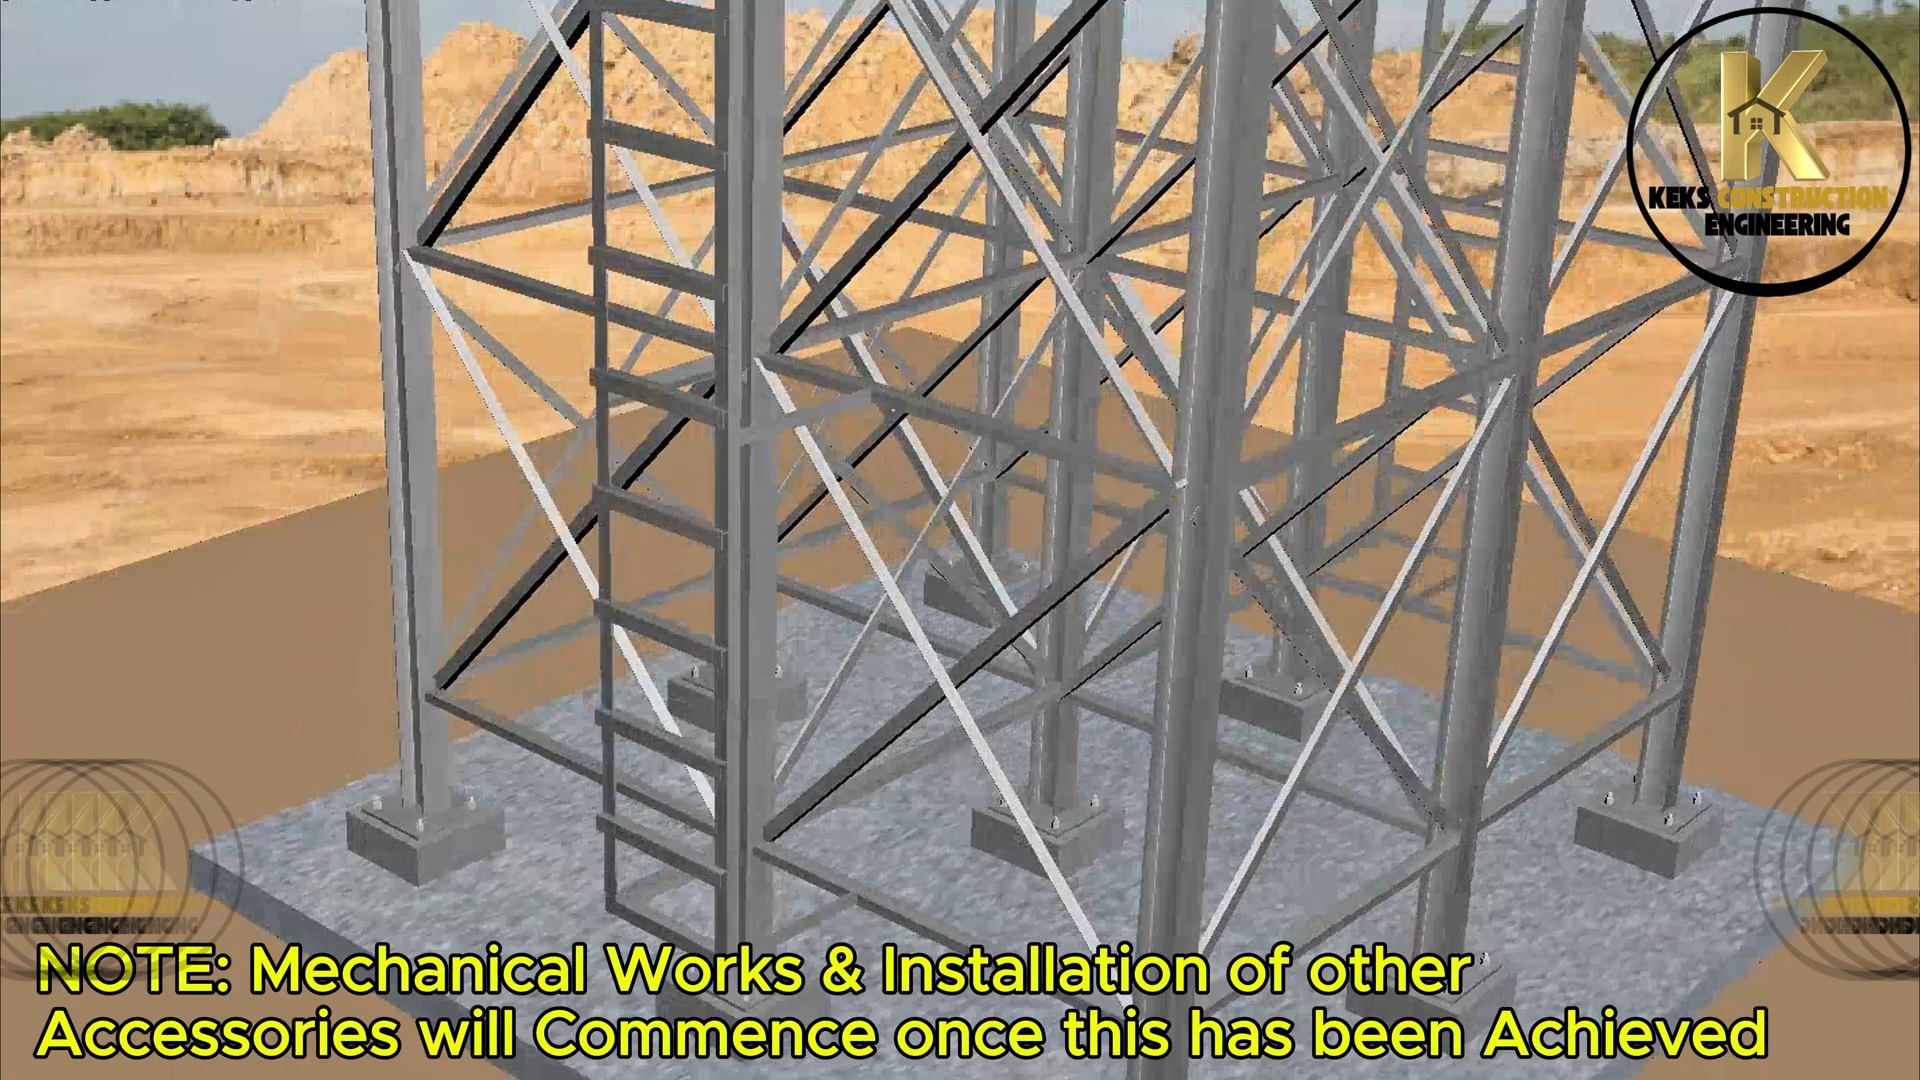 KEKS CONSTRUCTION
ENGINEERING
NOTE: Mechanical Works & Installation of other
Accessories will Commence once this has been Achieved